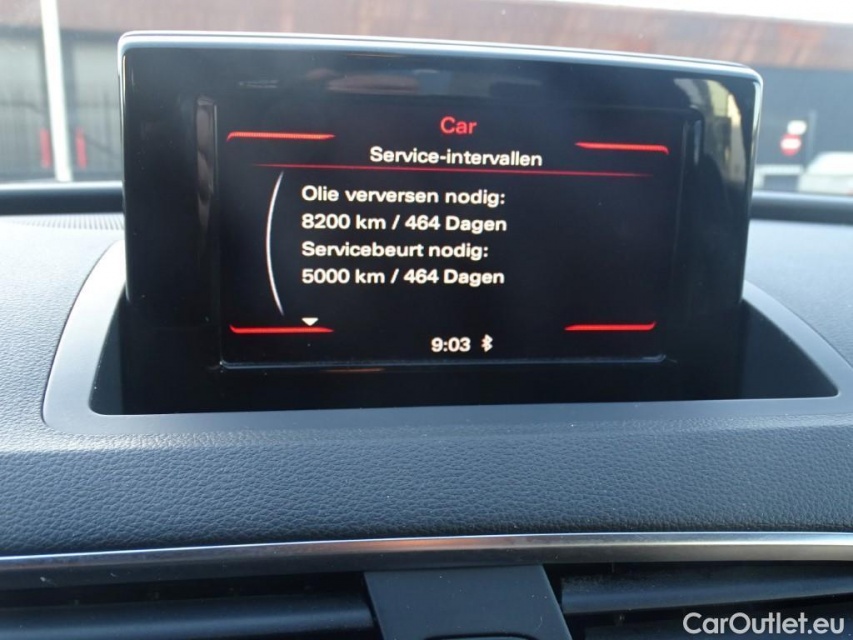 Car
Service-intervallen
Olie verversen nodig:
8200 km / 464 Dagen
Servicebeurt nodig:
5000 km / 464 Dagen
9:03
CarOutlet.eu